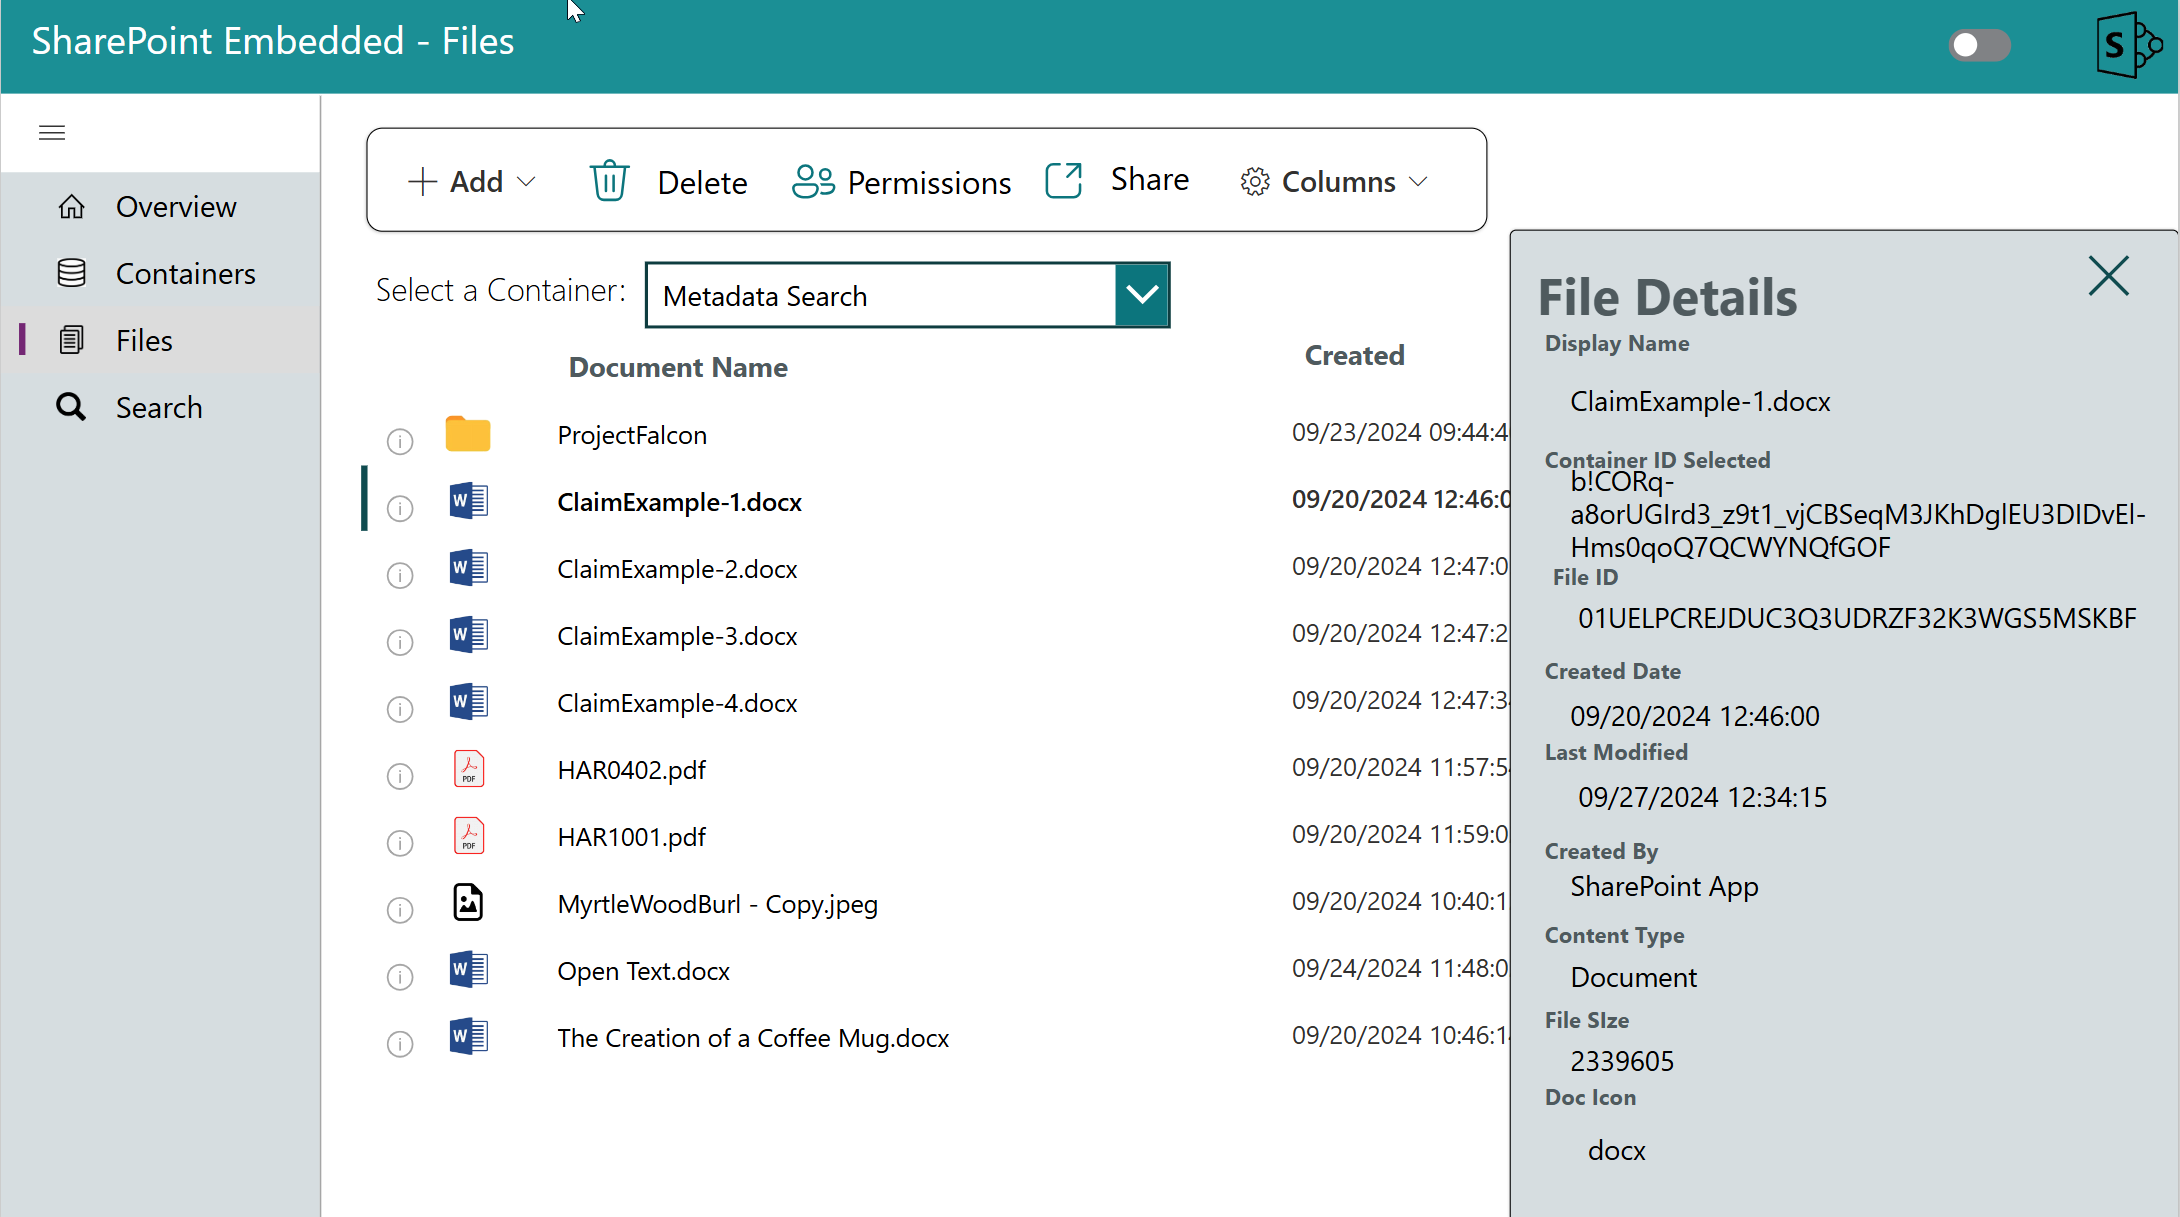 SharePoint Embedded - Files
Overview
Containers
Files
Search
Add
Delete
Permissions
Share
Columns
Select a Container:
Metadata Search
Document Name
Created
ProjectFalcon
09/23/2024 09:44:4
ClaimExample-1.docx
09/20/2024 12:46:0
ClaimExample-2.docx
09/20/2024 12:47:0
ClaimExample-3.docx
09/20/2024 12:47:2
ClaimExample-4.docx
09/20/2024 12:47:3
HAR0402.pdf
09/20/2024 11:57:5
HAR1001.pdf
09/20/2024 11:59:0
MyrtleWoodBurl - Copy.jpeg
09/20/2024 10:40:1
Open Text.docx
09/24/2024 11:48:0
The Creation of a Coffee Mug.docx
09/20/2024 10:46:1
File Details
Display Name
ClaimExample-1.docx
Container ID Selected
b!CORq-
a8orUGIrd3_z9t1_vjCBSeqM3JKhDglEU3DIDvEl-
Hms0qoQ7QCWYNQfGOF
File ID
01UELPCREJDUC3Q3UDRZF32K3WGS5MSKBF
Created Date
09/20/2024 12:46:00
Last Modified
09/27/2024 12:34:15
Created By
SharePoint App
Content Type
Document
File SIze
2339605
Doc Icon
docx